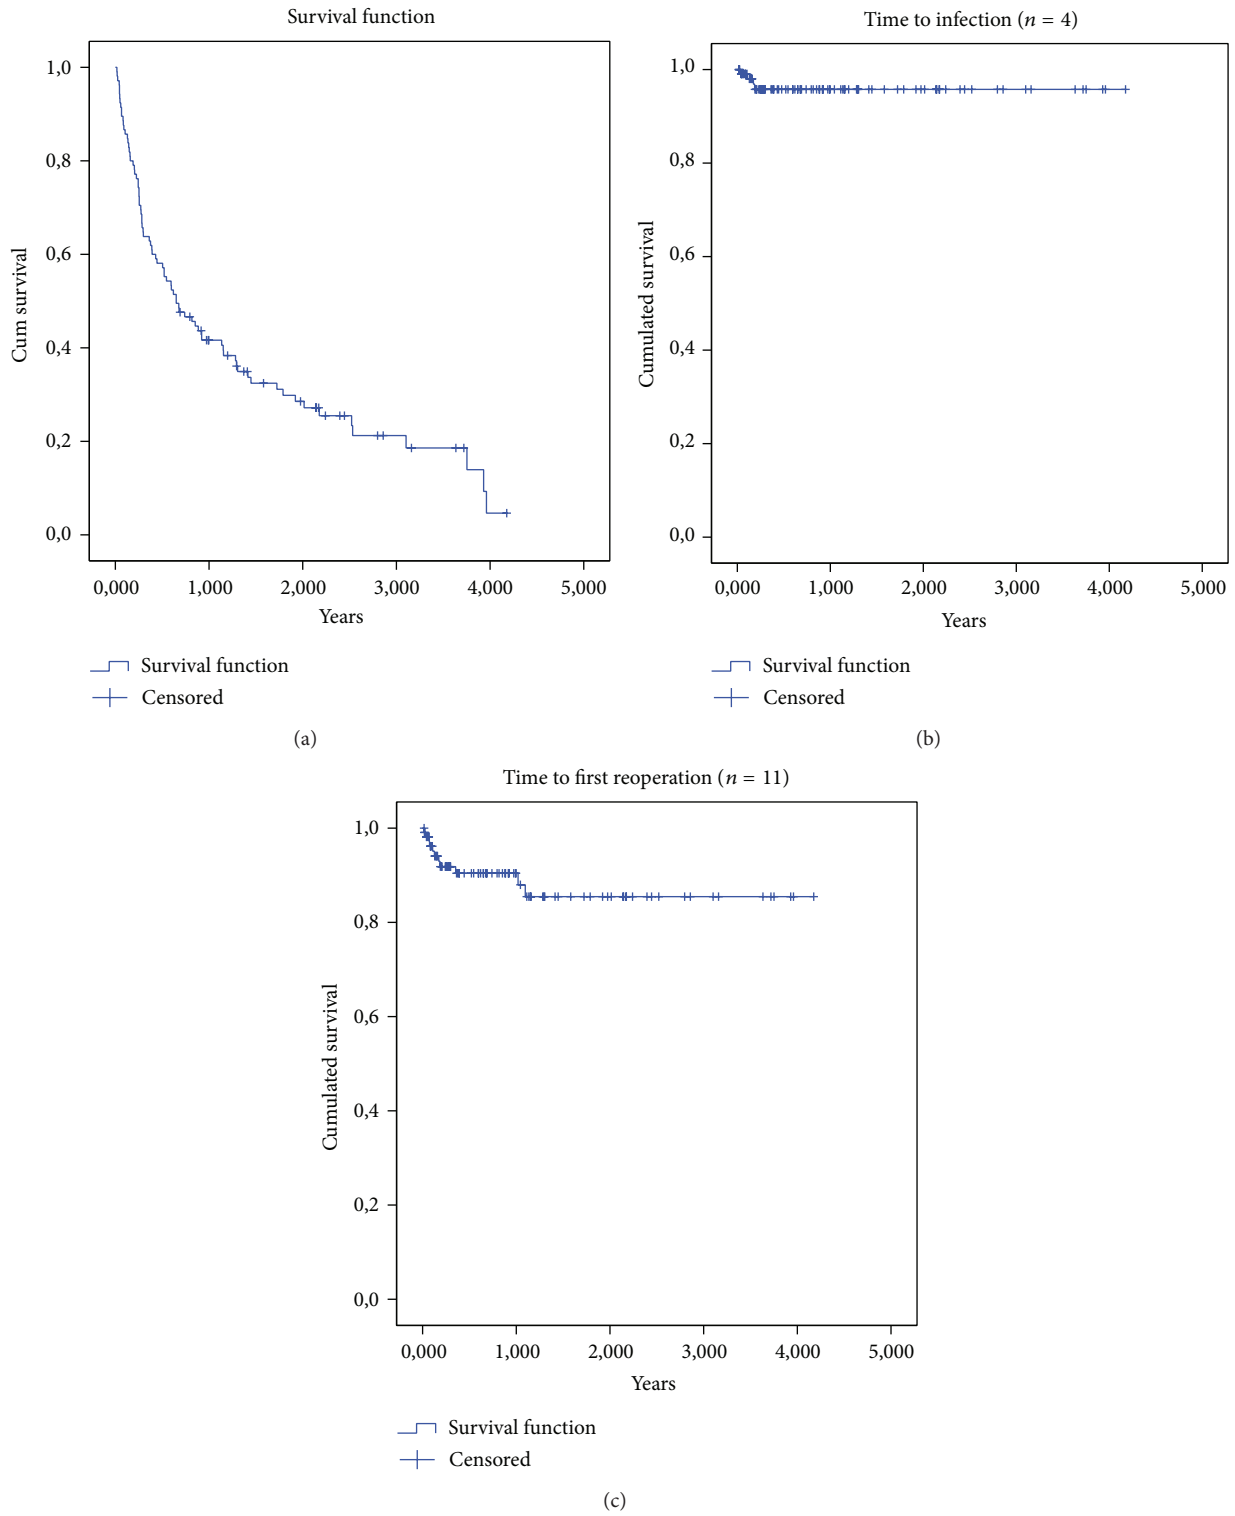 Survival function
1,0
0,8
0,6
0,4
0,2
0,0
Cum survival
0,000 1,000 2,000 3,000 4,000 5,000
Years
Survival function
Censored
(a)
Time to infection (n = 4)
1,0
0,8
0,6
0,4
0,2
0,0
Cumulated survival
0,000 1,000 2,000 3,000 4,000 5,000
Years
Survival function
Censored
(b)
Time to first reoperation (n = 11)
1,0
0,8
0,6
0,4
0,2
0,0
Cumulated survival
0,000 1,000 2,000 3,000 4,000 5,000
Years
Survival function
Censored
(c)